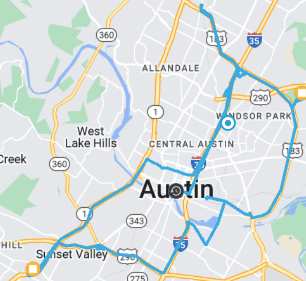 183
360
35
ALLANDALE
290
1
WINDSOR PARK
West
Lake Hills
CENTRAL AUSTIN
183
Creek
360
Austin
1
343
HILL
Sunset Valley
290
35
275